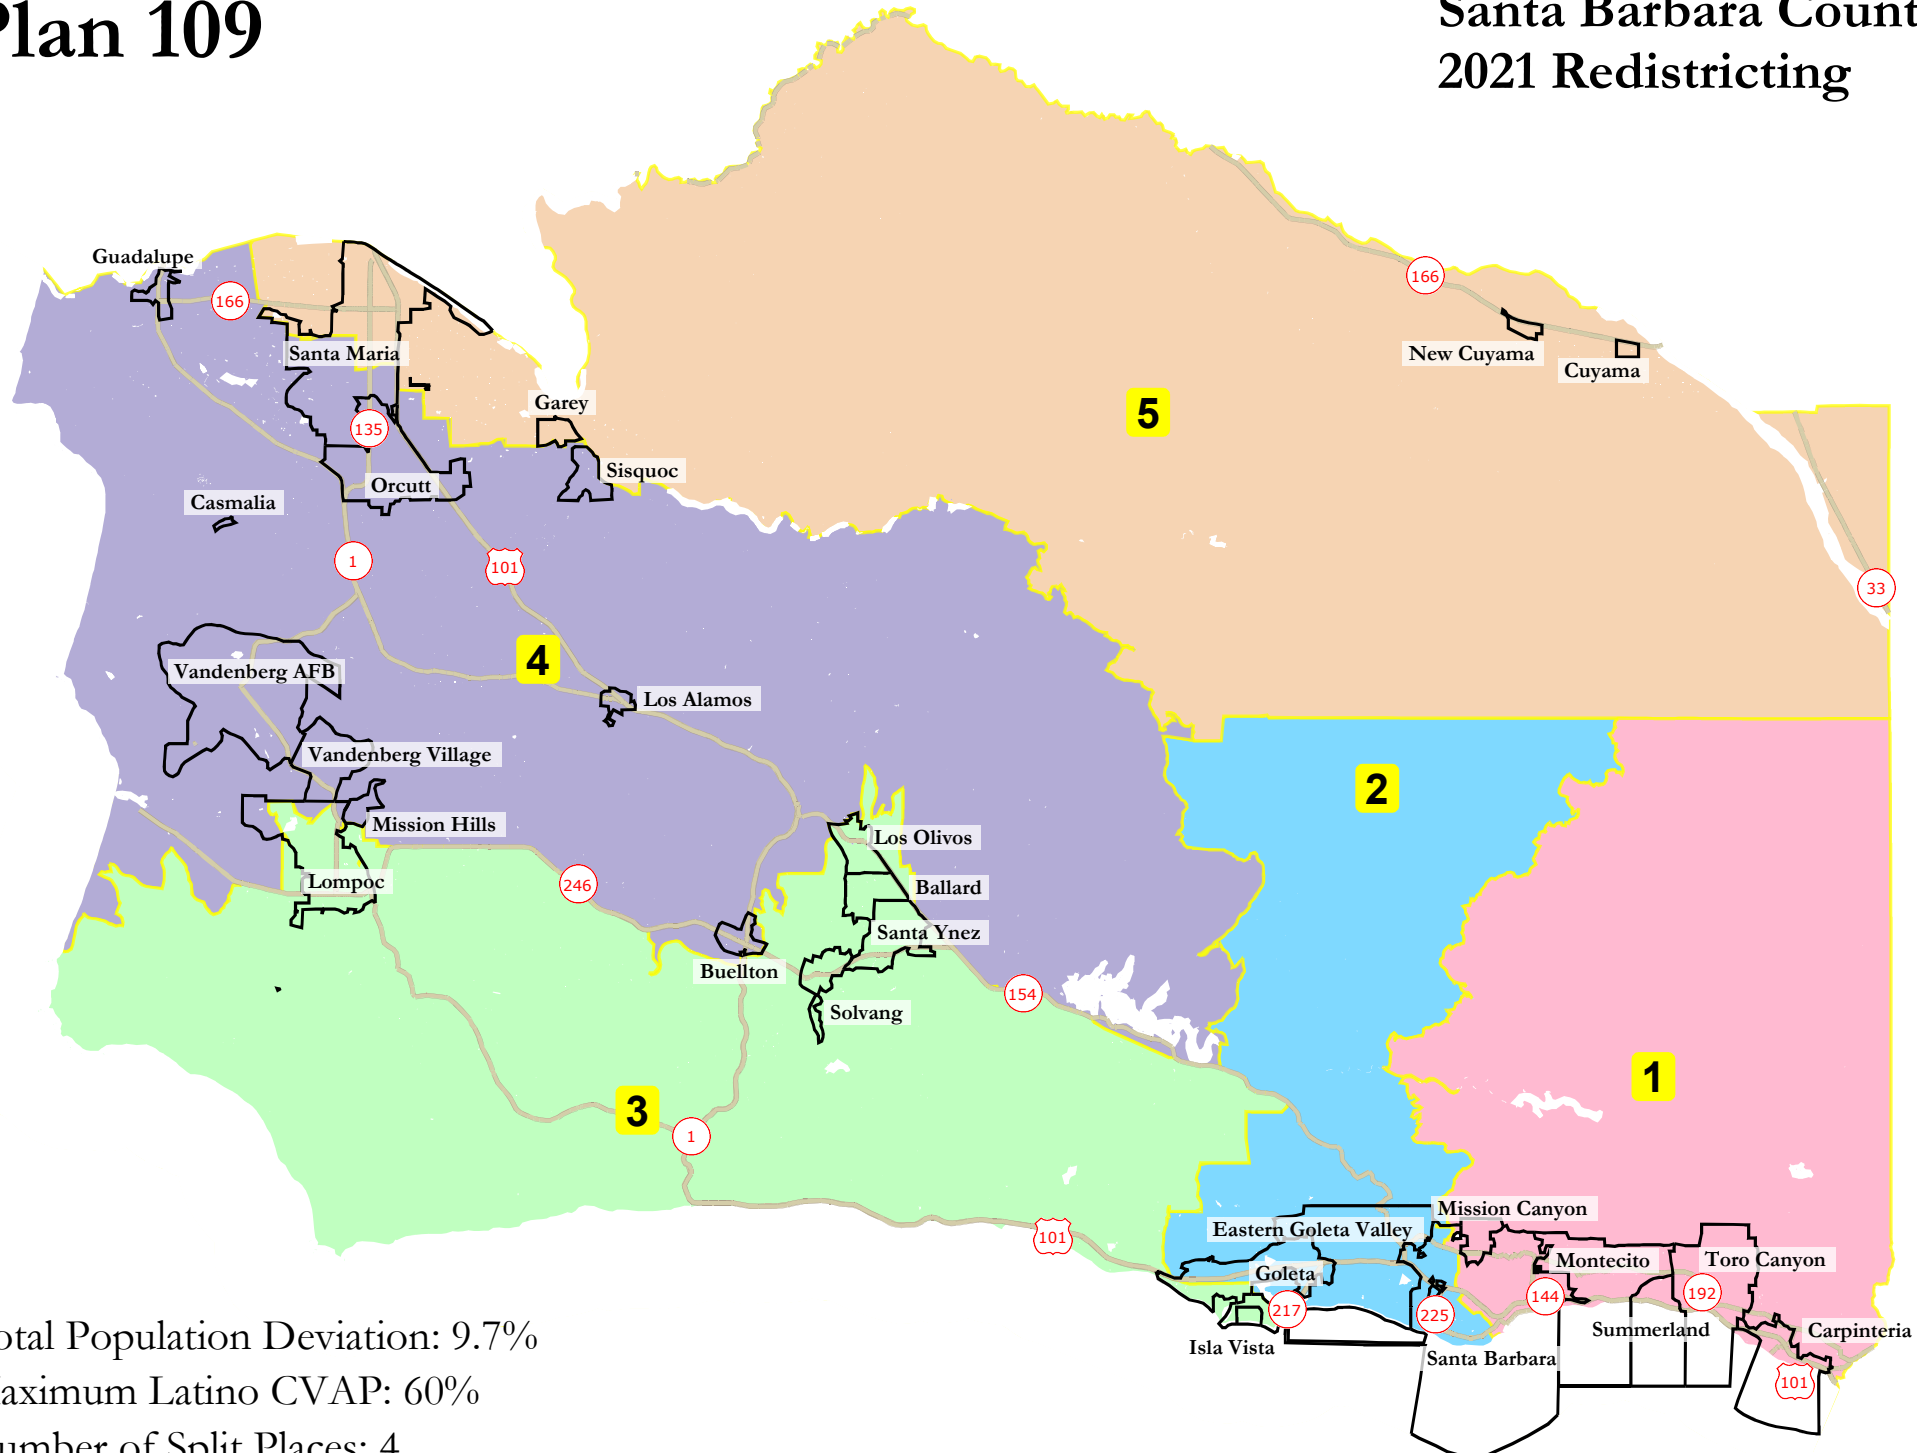 Plan 109
Santa Barbara Count
2021 Redistricting
Guadalupe
166
Santa Maria
135
Orcutt
Garey
Sisquoc
Casmalia
1
101
5
166
New Cuyama
Cuyama
33
4
Vandenberg AFB
Los Alamos
Vandenberg Village
Mission Hills
Lompoc
246
Los Olivos
Ballard
Santa Ynez
Buellton
Solvang
154
2
1
3
1
101
Mission Canyon
Eastern Goleta Valley
Goleta
Montecito
Toro Canyon
217
225
144
192
Isla Vista
Santa Barbara
Summerland
Carpinteria
101
otal Population Deviation: 9.7%
aximum Latino CVAP: 60%
umber of Split Places: 4